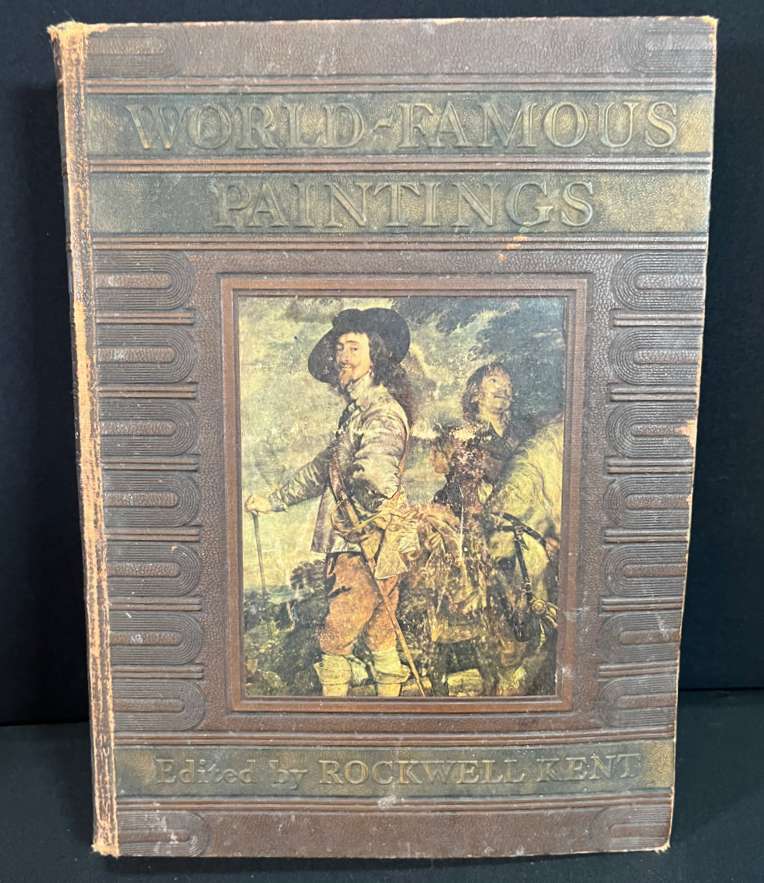 WORLD-FAMOUS
PAINTINGS
Edited by ROCKWELL KENT